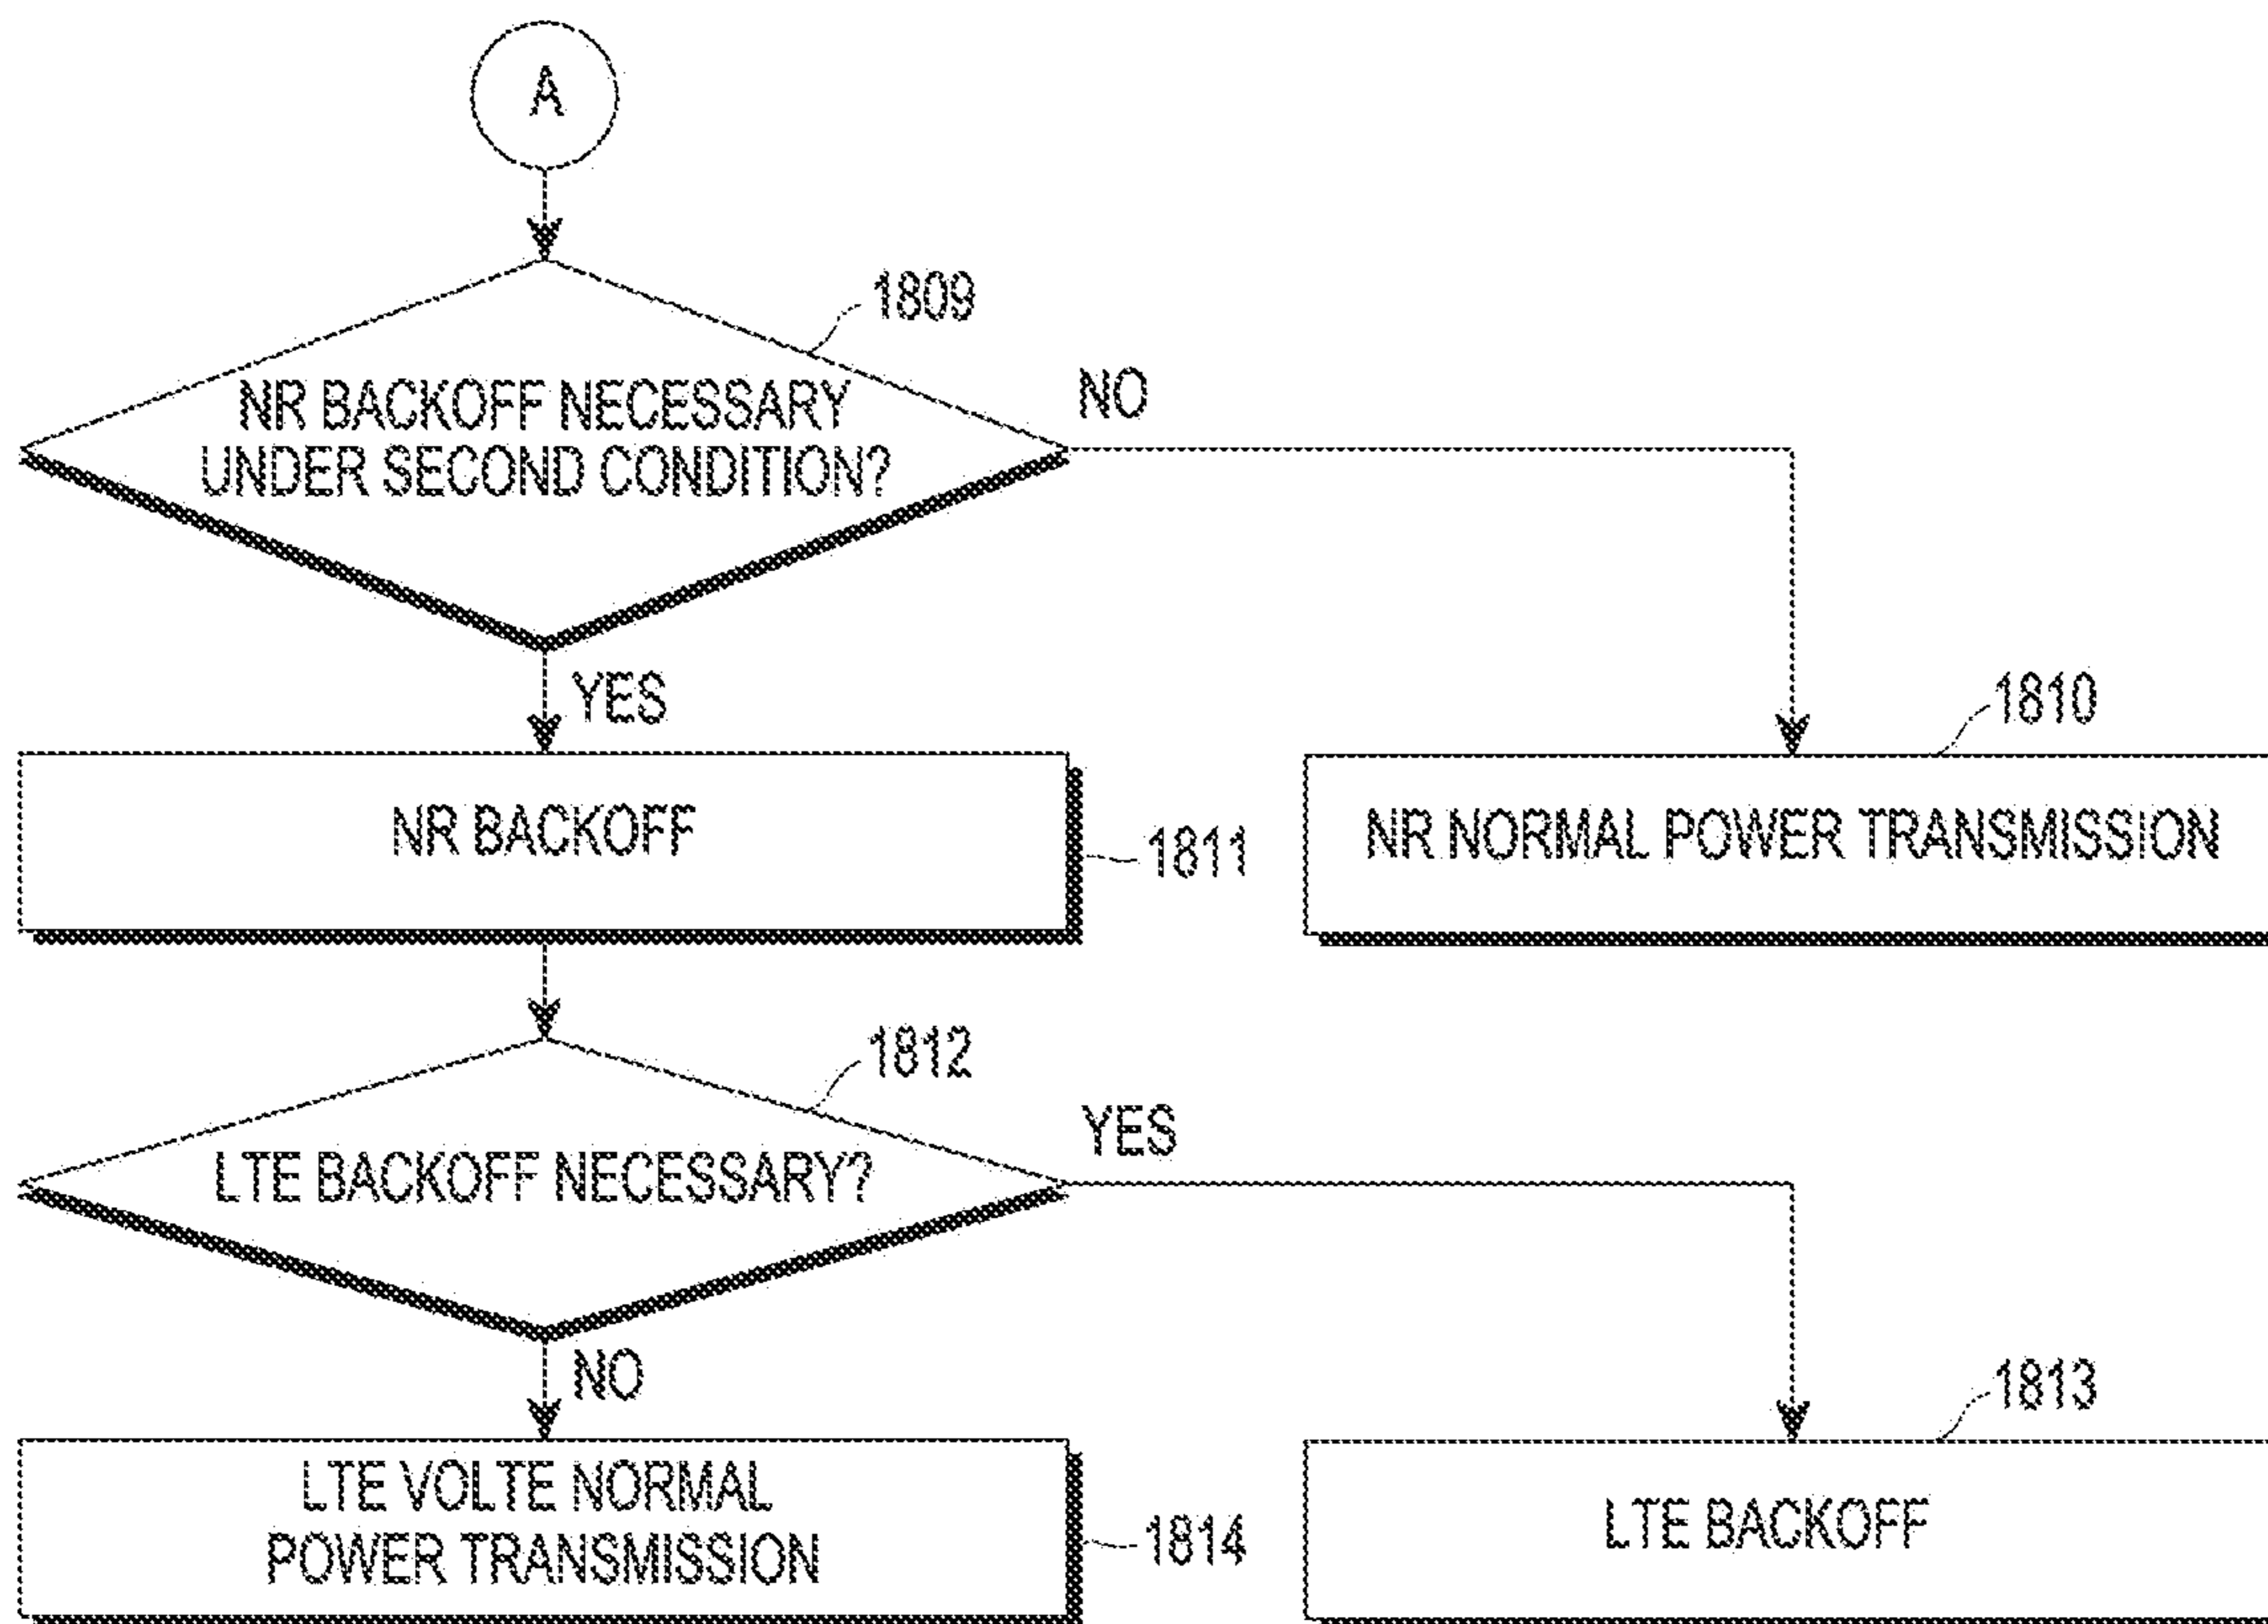 A
1809
NR BACKOFF NECESSARY
UNDER SECOND CONDITION?
NO
YES
1810
NR BACKOFF
1811
NR NORMAL POWER TRANSMISSION
1812
LTE BACKOFF NECESSARY?
YES
NO
1813
LTE VOLTE NORMAL
POWER TRANSMISSION
1814
LTE BACKOFF